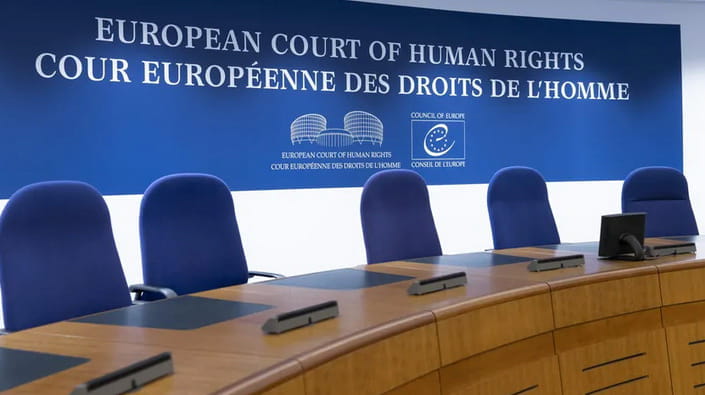 EUROPEAN COURT OF HUMAN RIGHTS
COUR EUROPÉENNE DES DROITS DE L'HOMME
EUROPEAN COURT OF HUMAN RIGHTS
COUR EUROPÉENNE DES DROITS DE L'HOMME
COUNCIL OF EUROPE
CONSEIL DE L'EUROPE